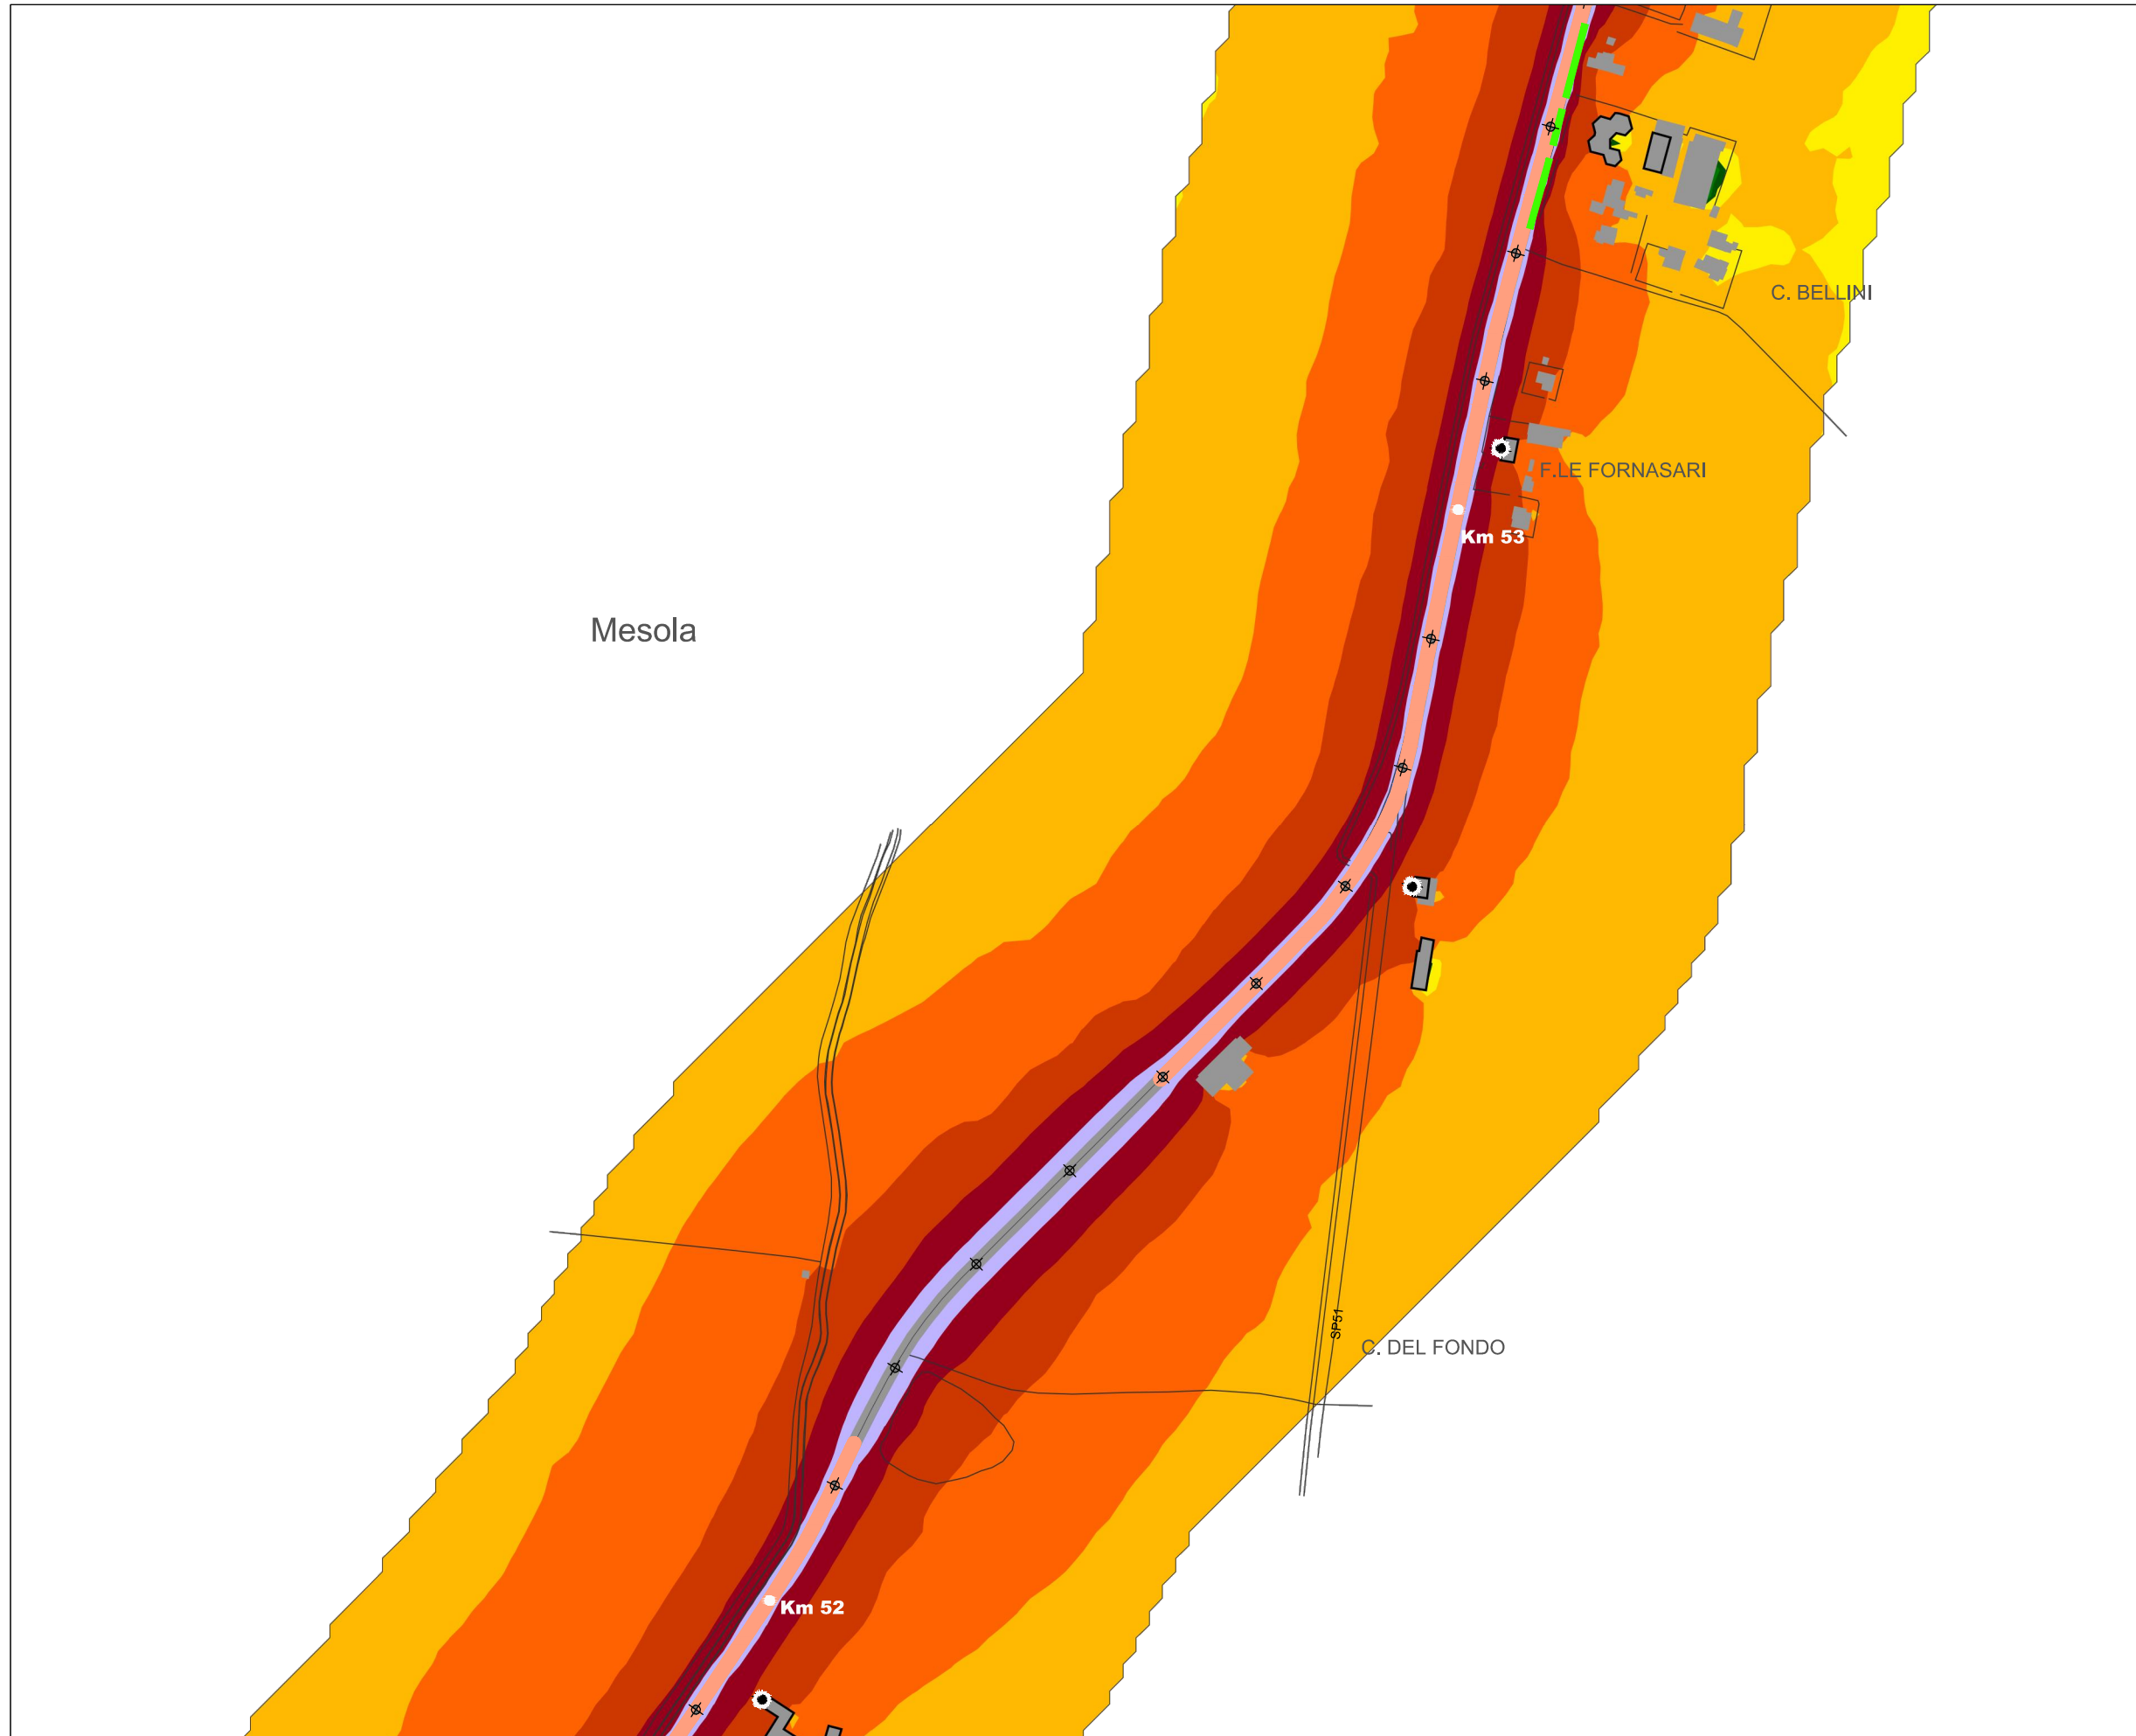 C. BELLINI
F.LE FORNASARI
Km 53
Mesola
SP51
C. DEL FONDO
Km 52